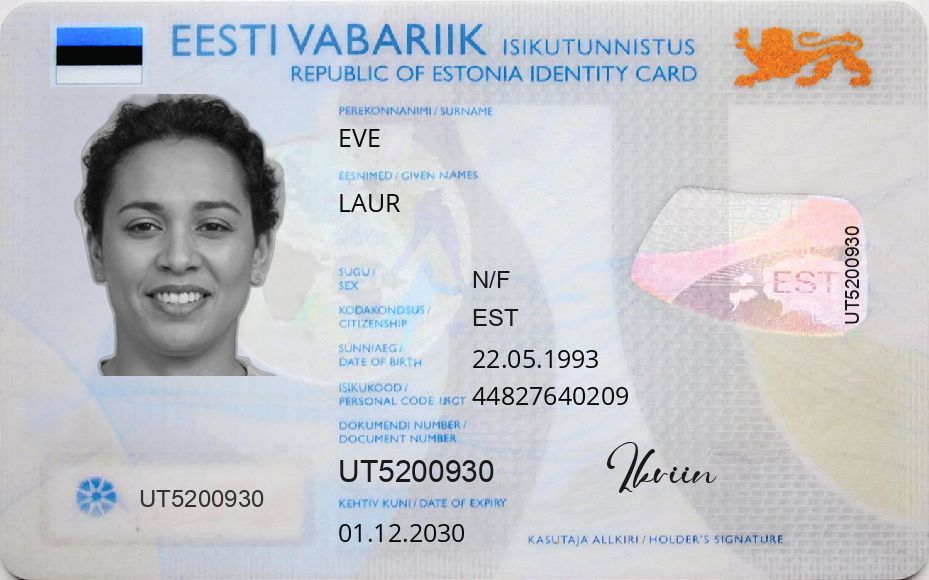 EESTI VABARIIK ISIKUTUNNISTUS
REPUBLIC OF ESTONIA IDENTITY CARD
PEREKONNANIMI / SURNAME
EVE
EESNIMED / GIVEN NAMES
LAUR
SUGU /
SEX
N/F
KODAKONDSUS /
CITIZENSHIP
EST
SÜNNIAEG /
DATE OF BIRTH
22.05.1993
ISIKUKOOD /
PERSONAL CODE
44827640209
DOKUMENDI NUMBER /
DOCUMENT NUMBER
UT5200930
UT5200930
KEHTIV KUNI / DATE OF EXPIRY
01.12.2030
KASUTAJA ALLKIRI / HOLDER'S SIGNATURE
EST
UT5200930